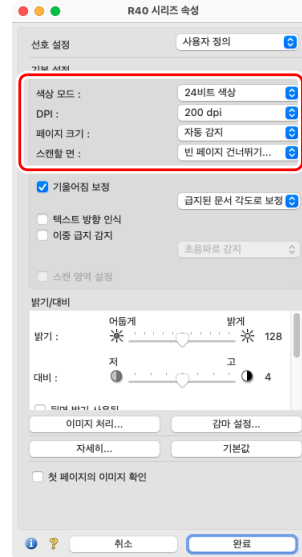 R40 시리즈 속성
선호 설정 사용자 정의
기본 설정
색상 모드 : 24비트 색상
DPI : 200 dpi
페이지 크기 : 자동 감지
스캔할 면 : 빈 페이지 건너뛰기...
기울어짐 보정
급지된 문서 각도로 보정
텍스트 방향 인식
이중 급지 감지
초음파로 감지
스캔 영역 설정
밝기/대비
어둡게 밝게
밝기 : 128
저 고
대비 : 4
이미지 처리... 감마 설정...
자세히... 기본값
첫 페이지의 이미지 확인
취소 완료